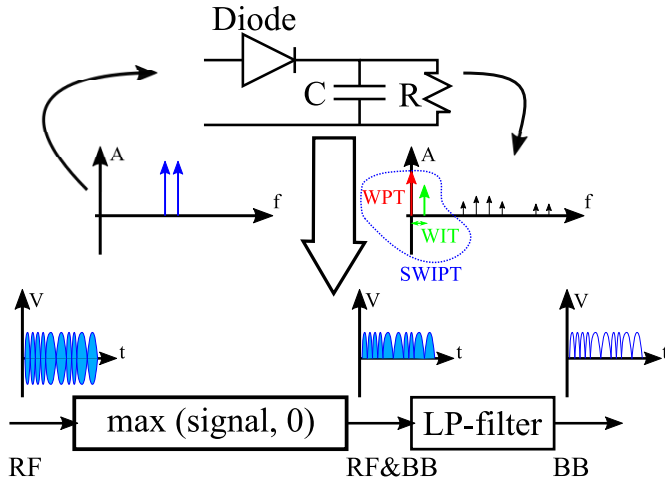 Diode
C
R
A
f
A
WPT
f
WIT
SWIPT
V
t
V
t
V
t
max (signal, 0)
LP-filter
RF
RF&BB
BB